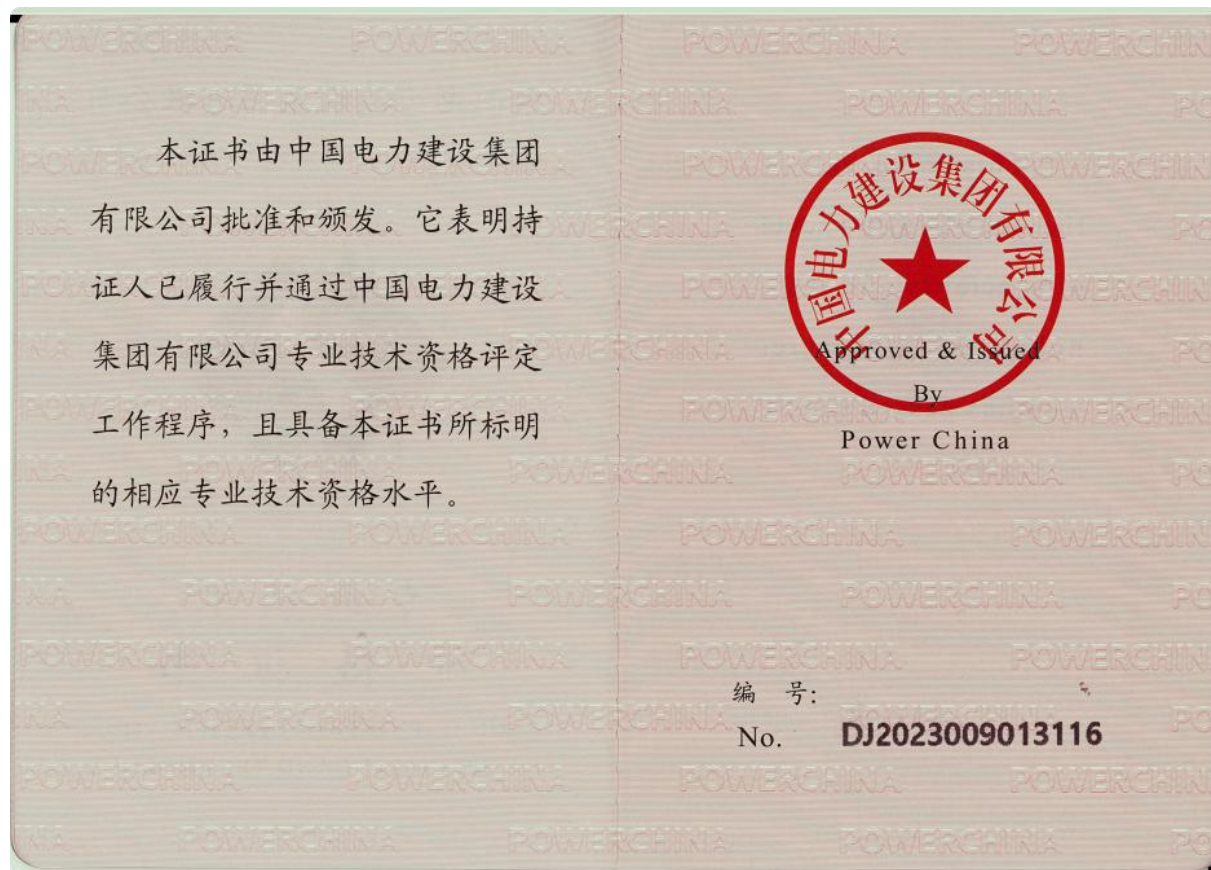 本证书由中国电力建设集团
有限公司批准和颁发。它表明持
证人已履行并通过中国电力建设
集团有限公司专业技术资格评定
工作程序，且具备本证书所标明
的相应专业技术资格水平。
中国电力建设集团有限公司
Approved & Issued
By
Power China
编 号:
No. DJ2023009013116
POWERCHINA